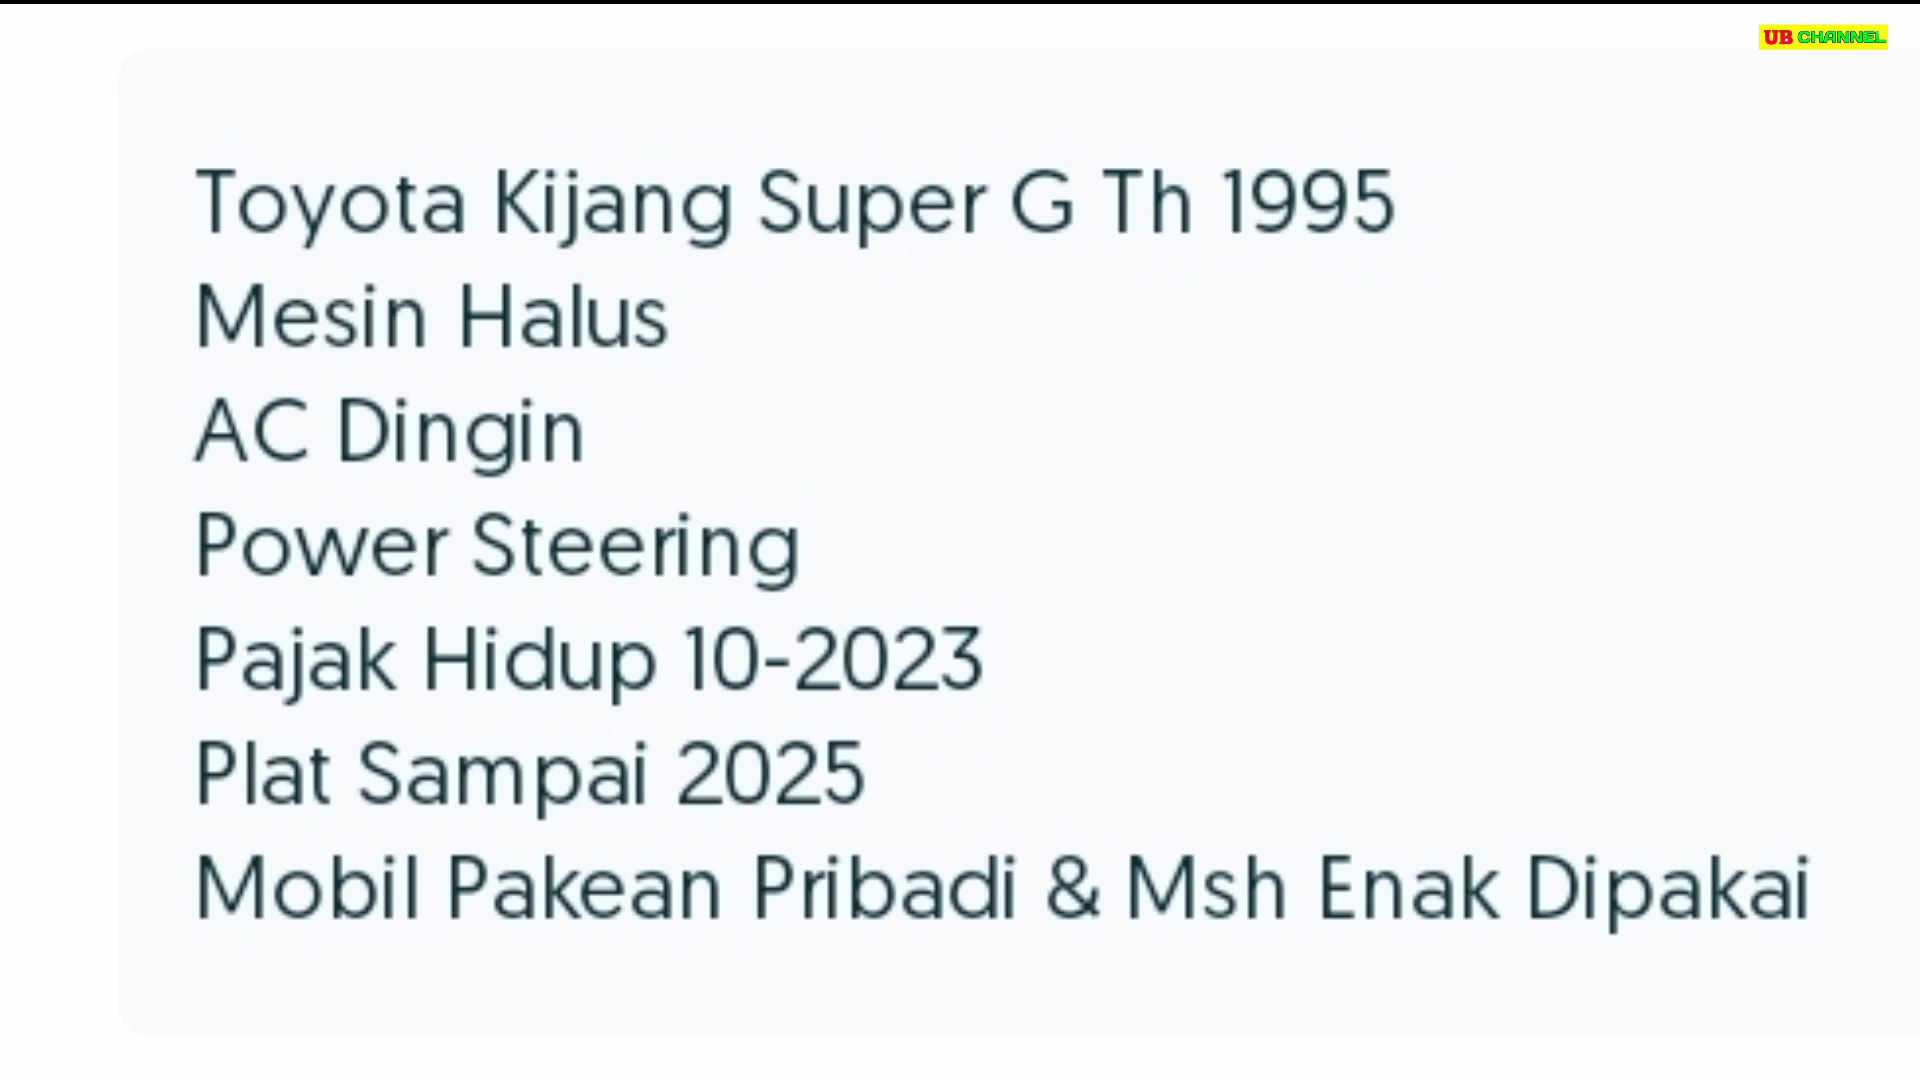 UB CHANNEL
Toyota Kijang Super G Th 1995
Mesin Halus
AC Dingin
Power Steering
Pajak Hidup 10-2023
Plat Sampai 2025
Mobil Pakean Pribadi & Msh Enak Dipakai